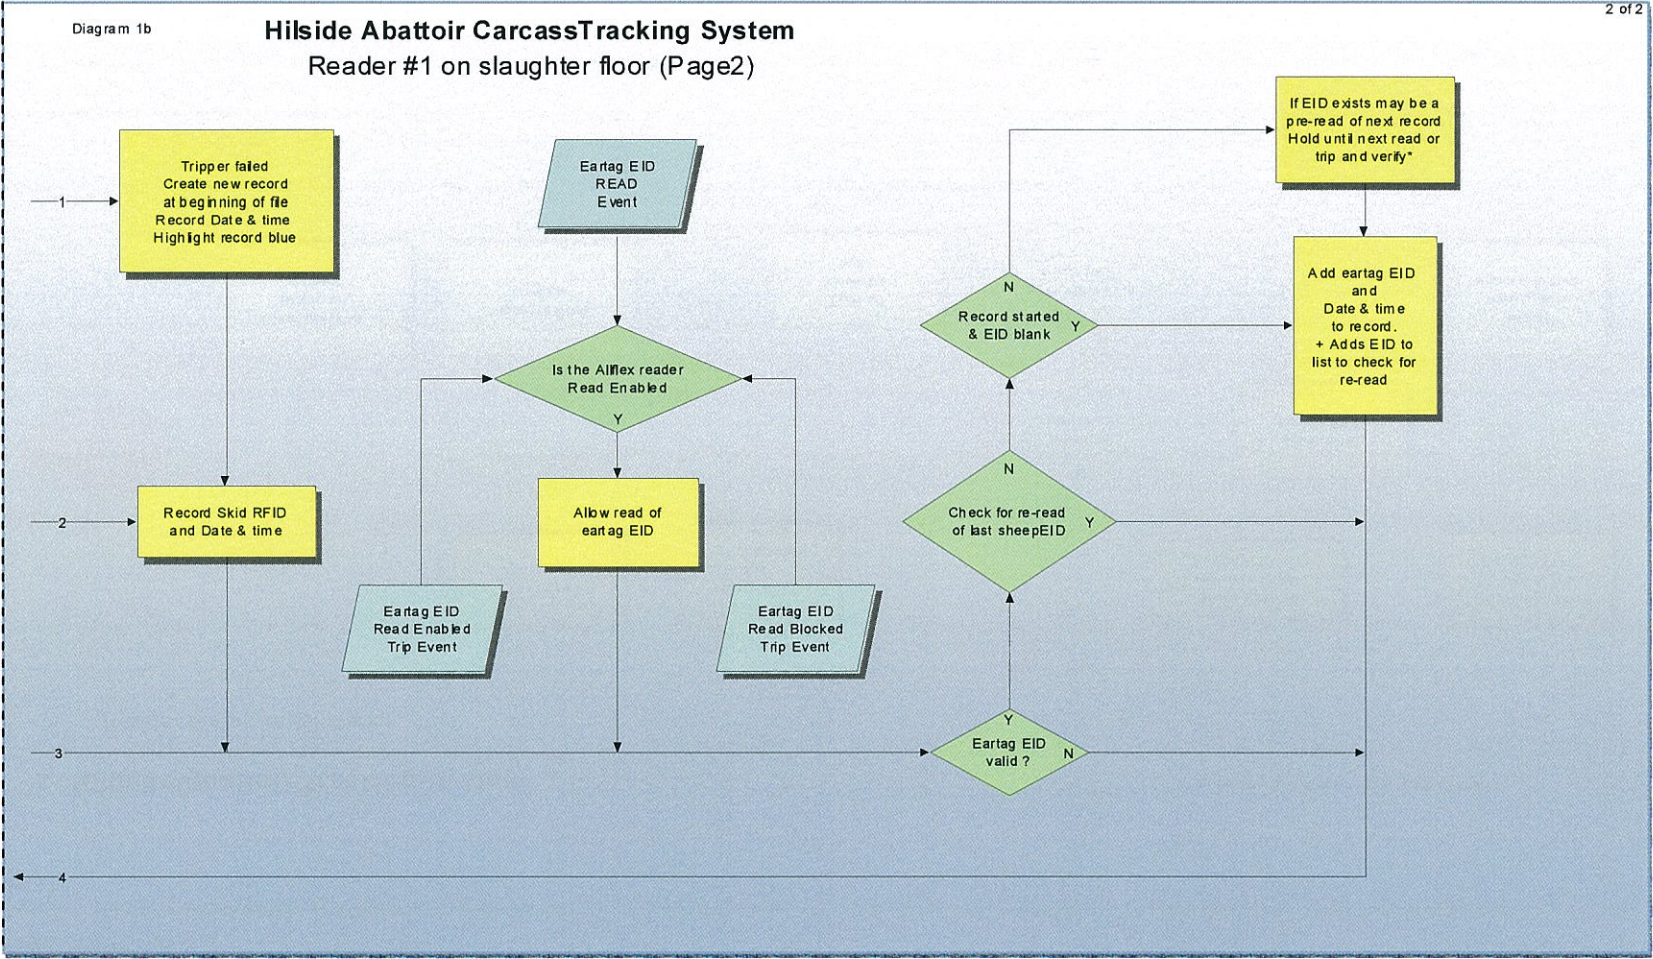 2 of 2
Diagram 1b
Hilside Abattoir CarcassTracking System
Reader #1 on slaughter floor (Page2)
1
Tripper failed
Create new record
at beginning of file
Record Date & time
Highlight record blue
Eartag EID
READ
Event
If EID exists may be a
pre-read of next record
Hold until next read or
trip and verify*
N
Record started
& EID blank
Y
Add eartag EID
and
Date & time
to record.
+ Adds EID to
list to check for
re-read
Is the Allflex reader
Read Enabled
Y
2
Record Skid RFID
and Date & time
Allow read of
eartag EID
N
Check for re-read
of last sheepEID
Y
Eartag EID
Read Enabled
Trip Event
Eartag EID
Read Blocked
Trip Event
3
Y
Eartag EID
valid ?
N
4